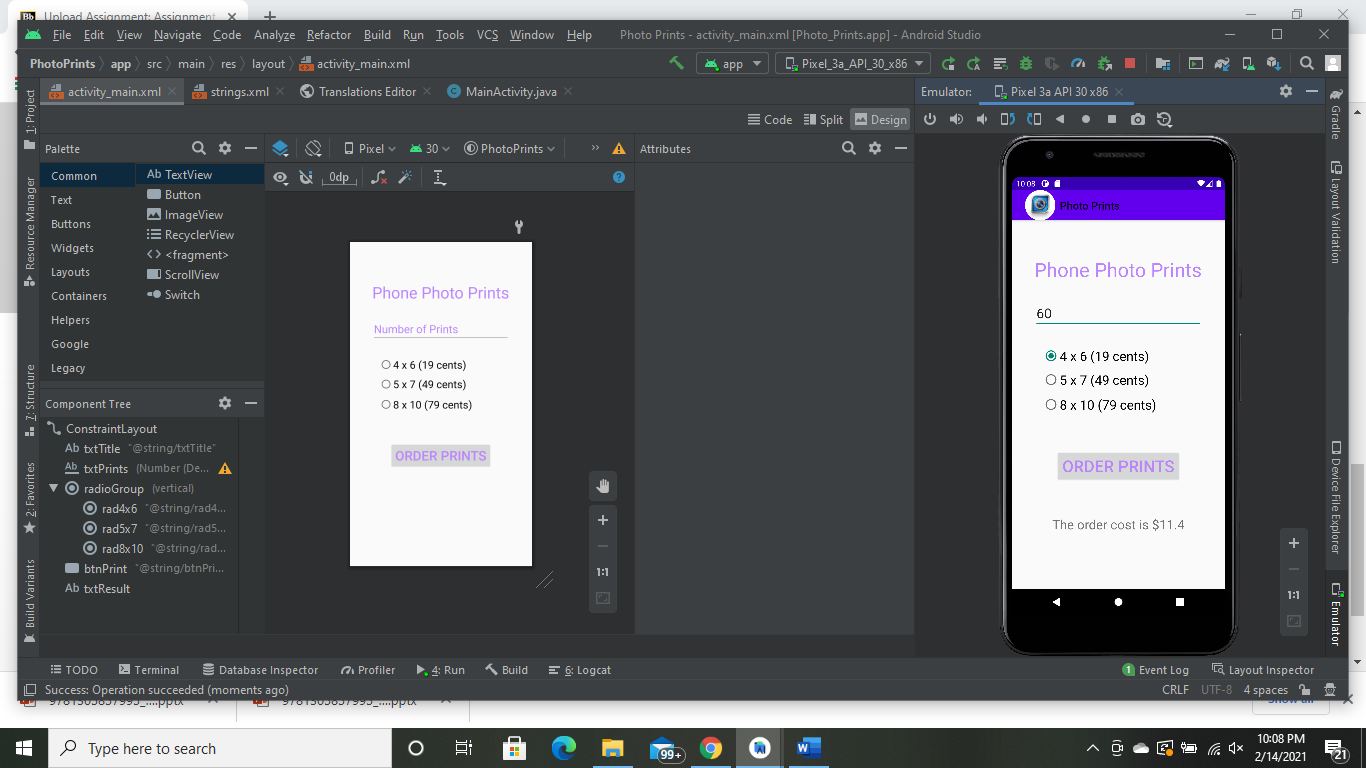 Bb Upload Assignment: Assignment
File Edit View Navigate Code Analyze Refactor Build Run Tools VCS Window Help Photo Prints - activity_main.xml [Photo_Prints.app] - Android Studio
PhotoPrints app src main res layout activity_main.xml app Pixel_3a_API_30_x86
activity_main.xml strings.xml Translations Editor MainActivity.java Emulator: Pixel 3a API 30 x86
Code Split Design
Palette Pixel 30 PhotoPrints >> Attributes
0dp
Common
Text
Buttons
Widgets
Layouts
Containers
Helpers
Google
Legacy
Ab TextView
Button
ImageView
RecyclerView
<fragment>
ScrollView
Switch
Component Tree
ConstraintLayout
Ab txtTitle "@string/txtTitle"
Ab txtPrints (Number (De...
radioGroup (vertical)
rad4x6 "@string/rad4...
rad5x7 "@string/rad5...
rad8x10 "@string/rad...
btnPrint "@string/btnPri...
Ab txtResult
1: Project
Resource Manager
7: Structure
2: Favorites
Build Variants
Phone Photo Prints
Number of Prints
4 x 6 (19 cents)
5 x 7 (49 cents)
8 x 10 (79 cents)
ORDER PRINTS
1:1
10:08
Photo Prints
Phone Photo Prints
60
4 x 6 (19 cents)
5 x 7 (49 cents)
8 x 10 (79 cents)
ORDER PRINTS
The order cost is $11.4
1:1
Gradle
Layout Validation
Device File Explorer
Emulator
TODO Terminal Database Inspector Profiler 4: Run Build 6: Logcat 1 Event Log Layout Inspector
Success: Operation succeeded (moments ago) CRLF UTF-8 4 spaces
9781305857995_....pptx 9781305857995_....pptx Show all
Type here to search 99+ W 10:08 PM
2/14/2021 21